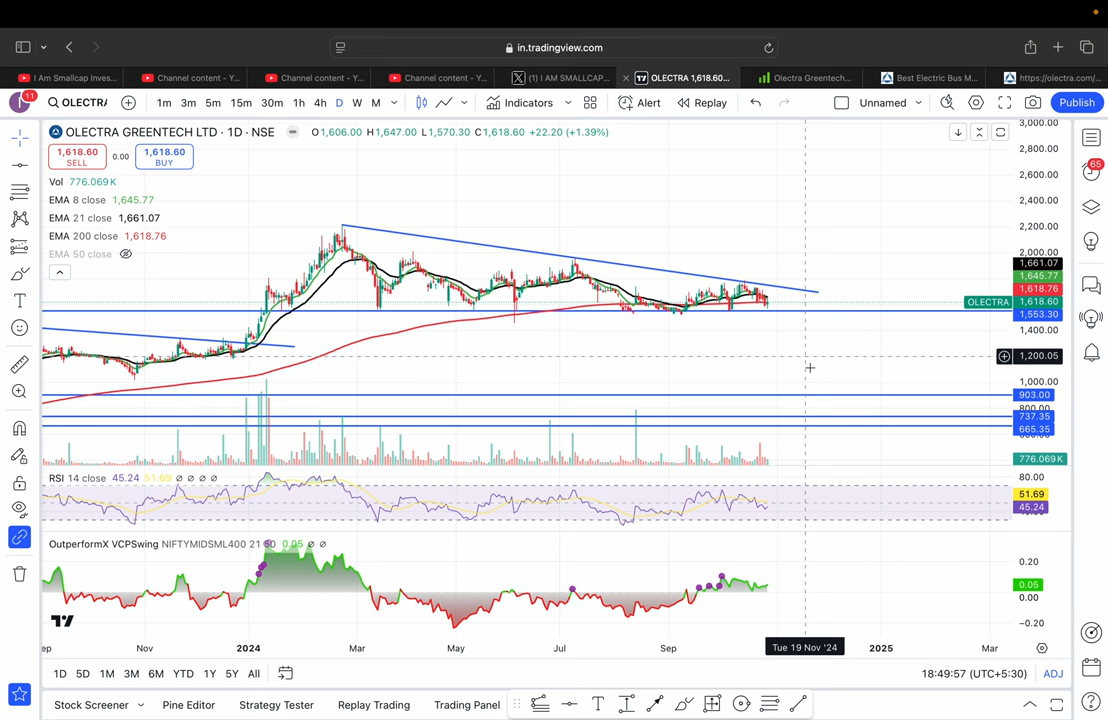 in.tradingview.com
I Am Smallcap Inves...
Channel content - Y...
Channel content - Y...
Channel content - Y...
(1) I AM SMALLCAP...
OLECTRA 1,618.60...
Olectra Greentech...
Best Electric Bus M...
https://olectra.com/...
11
OLECTRA
1m 3m 5m 15m 30m 1h 4h D W M
Indicators
Alert
Replay
Unnamed
Publish
OLECTRA GREENTECH LTD · 1D · NSE
O1,606.00 H1,647.00 L1,570.30 C1,618.60 +22.20 (+1.39%)
1,618.60
SELL
0.00
1,618.60
BUY
Vol 776.069K
EMA 8 close 1,645.77
EMA 21 close 1,661.07
EMA 200 close 1,618.76
EMA 50 close
3,000.00
2,800.00
2,600.00
2,400.00
2,200.00
2,000.00
1,661.07
1,645.77
1,618.76
OLECTRA 1,618.60
1,553.30
1,400.00
1,200.05
1,000.00
903.00
800.00
737.35
665.35
776.069K
65
RSI 14 close 45.24 51.69 ∅ ∅ ∅ ∅
80.00
51.69
45.24
OutperformX VCPSwing NIFTYMIDSML400 21 50 0.05 ∅ ∅
0.20
0.05
0.00
−0.20
ep Nov 2024 Mar May Jul Sep Tue 19 Nov '24 2025 Mar
1D 5D 1M 3M 6M YTD 1Y 5Y All
18:49:57 (UTC+5:30) ADJ
Stock Screener Pine Editor Strategy Tester Replay Trading Trading Panel